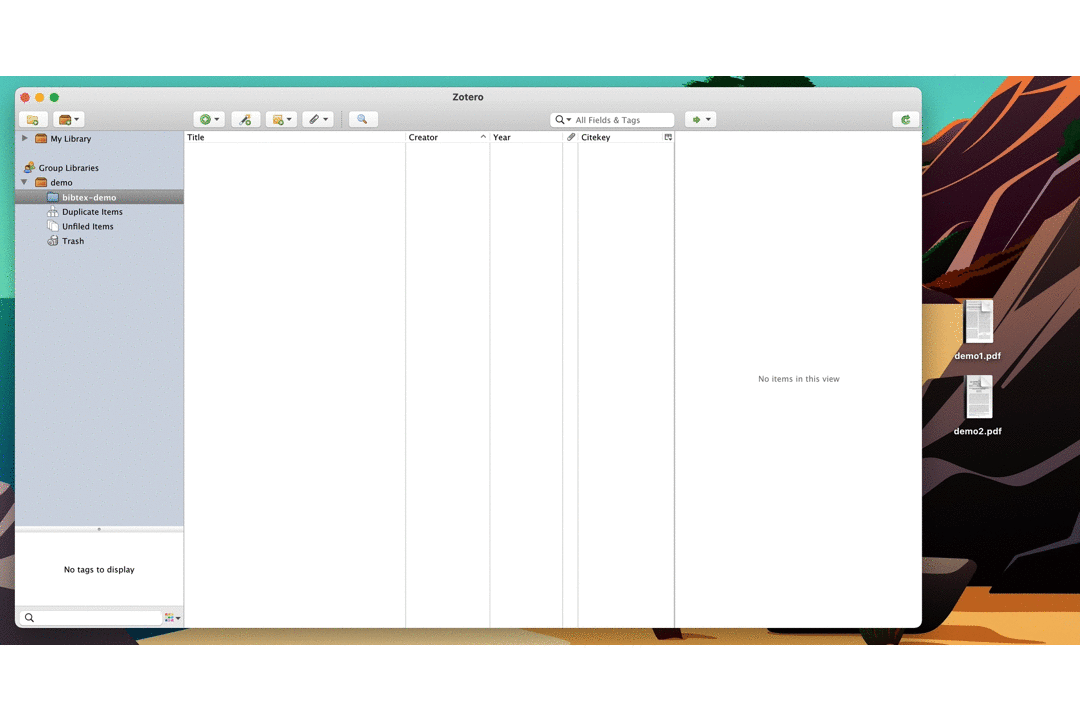 Zotero
All Fields & Tags
My Library
Group Libraries
demo
bibtex-demo
Duplicate Items
Unfiled Items
Trash
Title
Creator
Year
Citekey
No items in this view
No tags to display
demo1.pdf
demo2.pdf